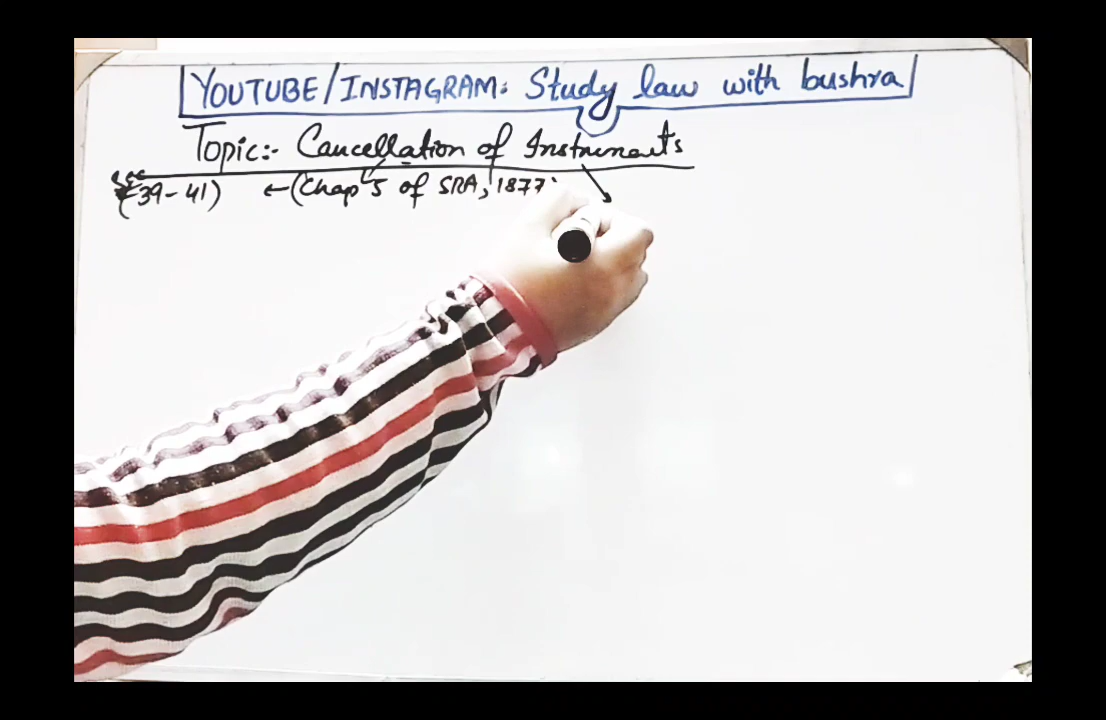 YOUTUBE/INSTAGRAM: Study law with bushra
Topic:- Cancellation of Instruments
(39-41) ←(Chap 5 of SRA, 1877